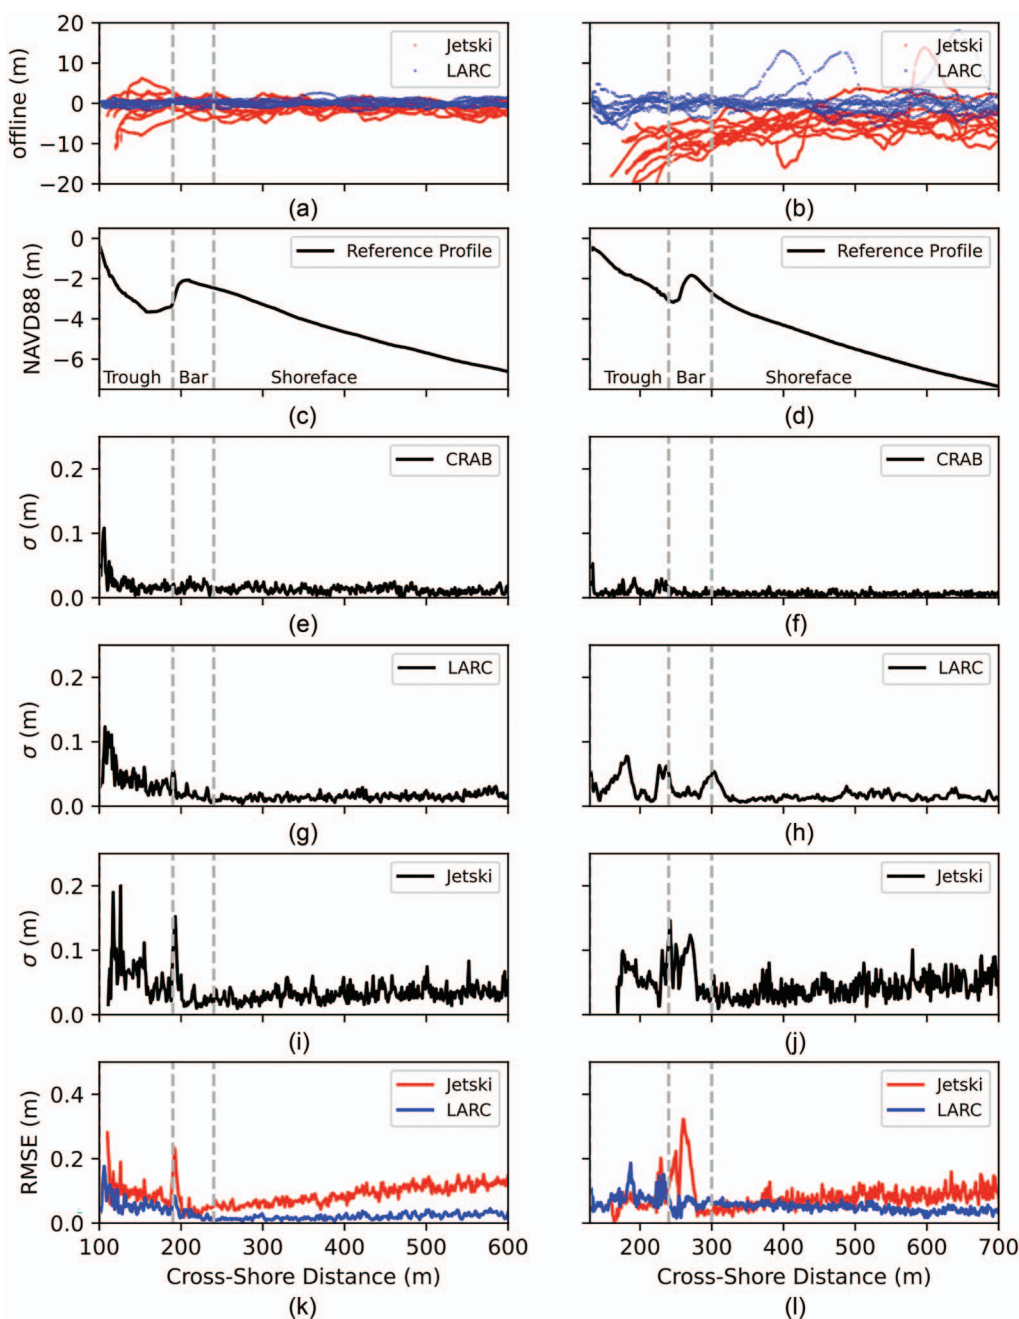 20
10
0
−10
−20
offline (m)
Jetski
LARC
(a)
Jetski
LARC
(b)
0
−2
−4
−6
NAVD88 (m)
Reference Profile
Trough
Bar
Shoreface
(c)
Reference Profile
Trough
Bar
Shoreface
(d)
0.2
0.1
0.0
σ (m)
CRAB
(e)
CRAB
(f)
0.2
0.1
0.0
σ (m)
LARC
(g)
LARC
(h)
0.2
0.1
0.0
σ (m)
Jetski
(i)
Jetski
(j)
0.4
0.2
0.0
RMSE (m)
Jetski
LARC
100 200 300 400 500 600
Cross-Shore Distance (m)
(k)
Jetski
LARC
200 300 400 500 600 700
Cross-Shore Distance (m)
(l)